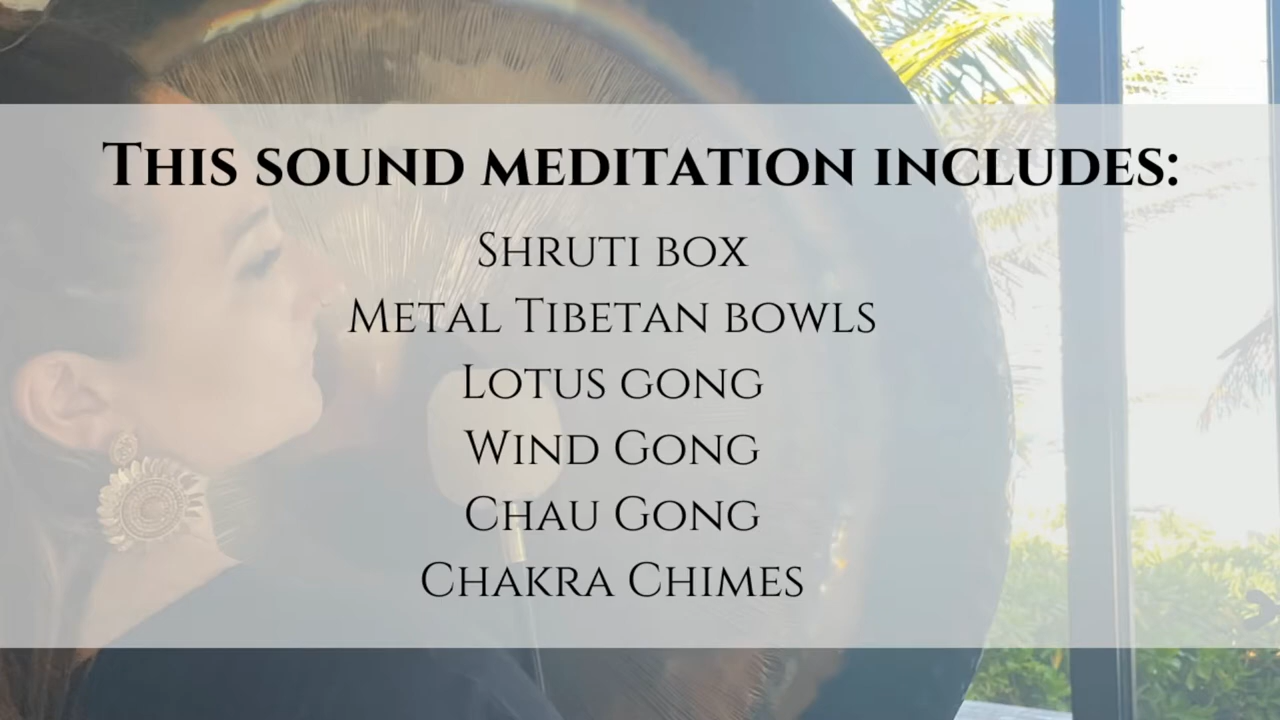 This sound meditation includes:
Shruti box
Metal Tibetan bowls
Lotus gong
Wind Gong
Chau Gong
Chakra Chimes